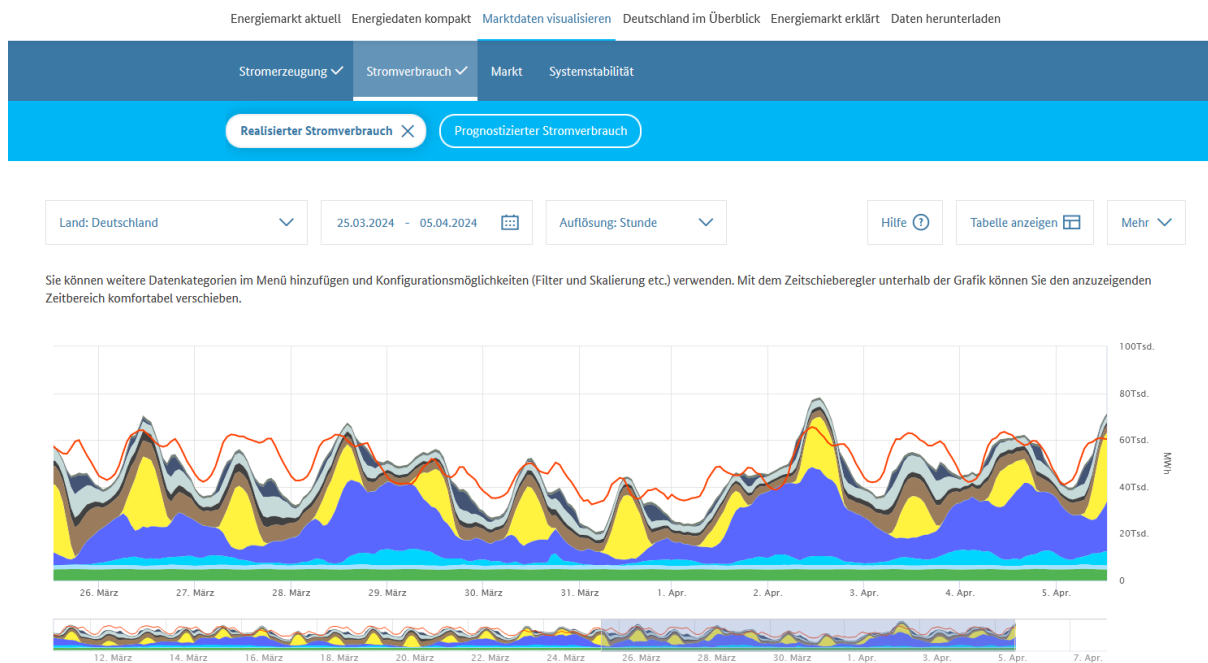 Energiemarkt aktuell Energiedaten kompakt Marktdaten visualisieren Deutschland im Überblick Energiemarkt erklärt Daten herunterladen
Stromerzeugung Stromverbrauch Markt Systemstabilität
Realisierter Stromverbrauch Prognostizierter Stromverbrauch
Land: Deutschland 25.03.2024 - 05.04.2024 Auflösung: Stunde Hilfe ? Tabelle anzeigen Mehr
Sie können weitere Datenkategorien im Menü hinzufügen und Konfigurationsmöglichkeiten (Filter und Skalierung etc.) verwenden. Mit dem Zeitschieberegler unterhalb der Grafik können Sie den anzuzeigenden
Zeitbereich komfortabel verschieben.
100Tsd.
80Tsd.
60Tsd.
MWh
40Tsd.
20Tsd.
0
26. März 27. März 28. März 29. März 30. März 31. März 1. Apr. 2. Apr. 3. Apr. 4. Apr. 5. Apr.
12. März 14. März 16. März 18. März 20. März 22. März 24. März 26. März 28. März 30. März 1. Apr. 3. Apr. 5. Apr. 7. Apr.